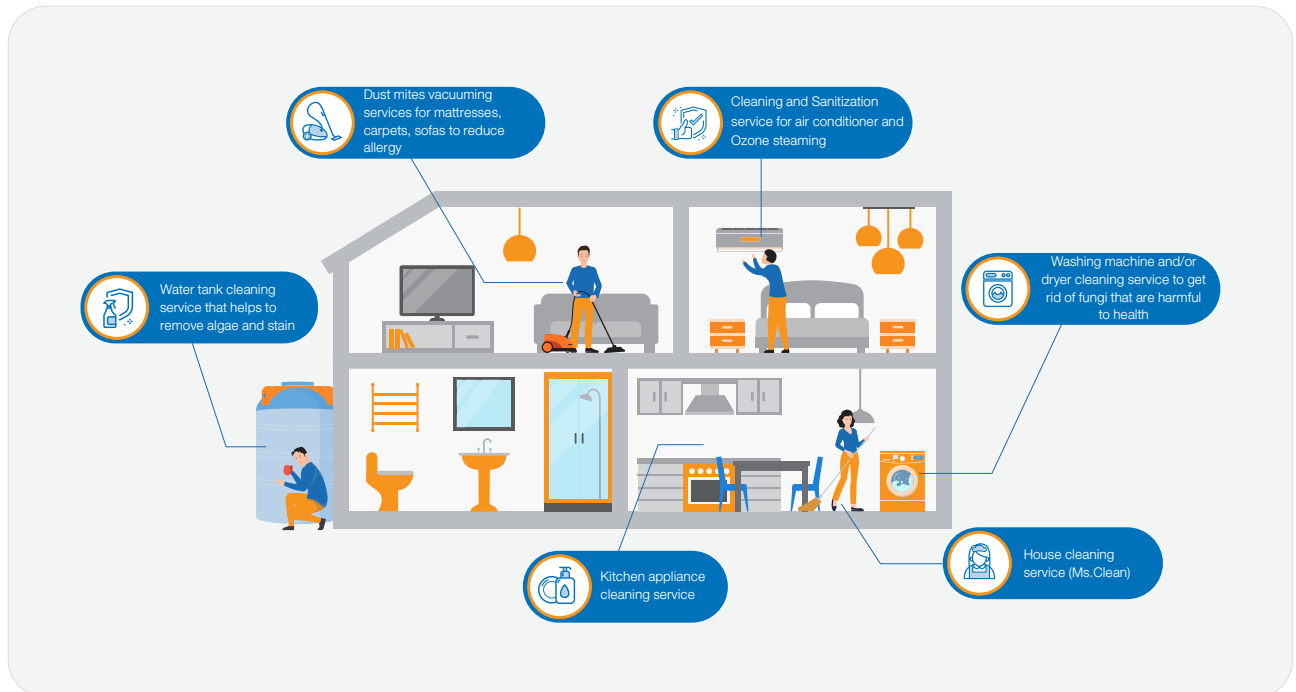 Dust mites vacuuming
services for mattresses,
carpets, sofas to reduce
allergy
Cleaning and Sanitization
service for air conditioner and
Ozone steaming
Water tank cleaning
service that helps to
remove algae and stain
Washing machine and/or
dryer cleaning service to get
rid of fungi that are harmful
to health
Kitchen appliance
cleaning service
House cleaning
service (Ms.Clean)